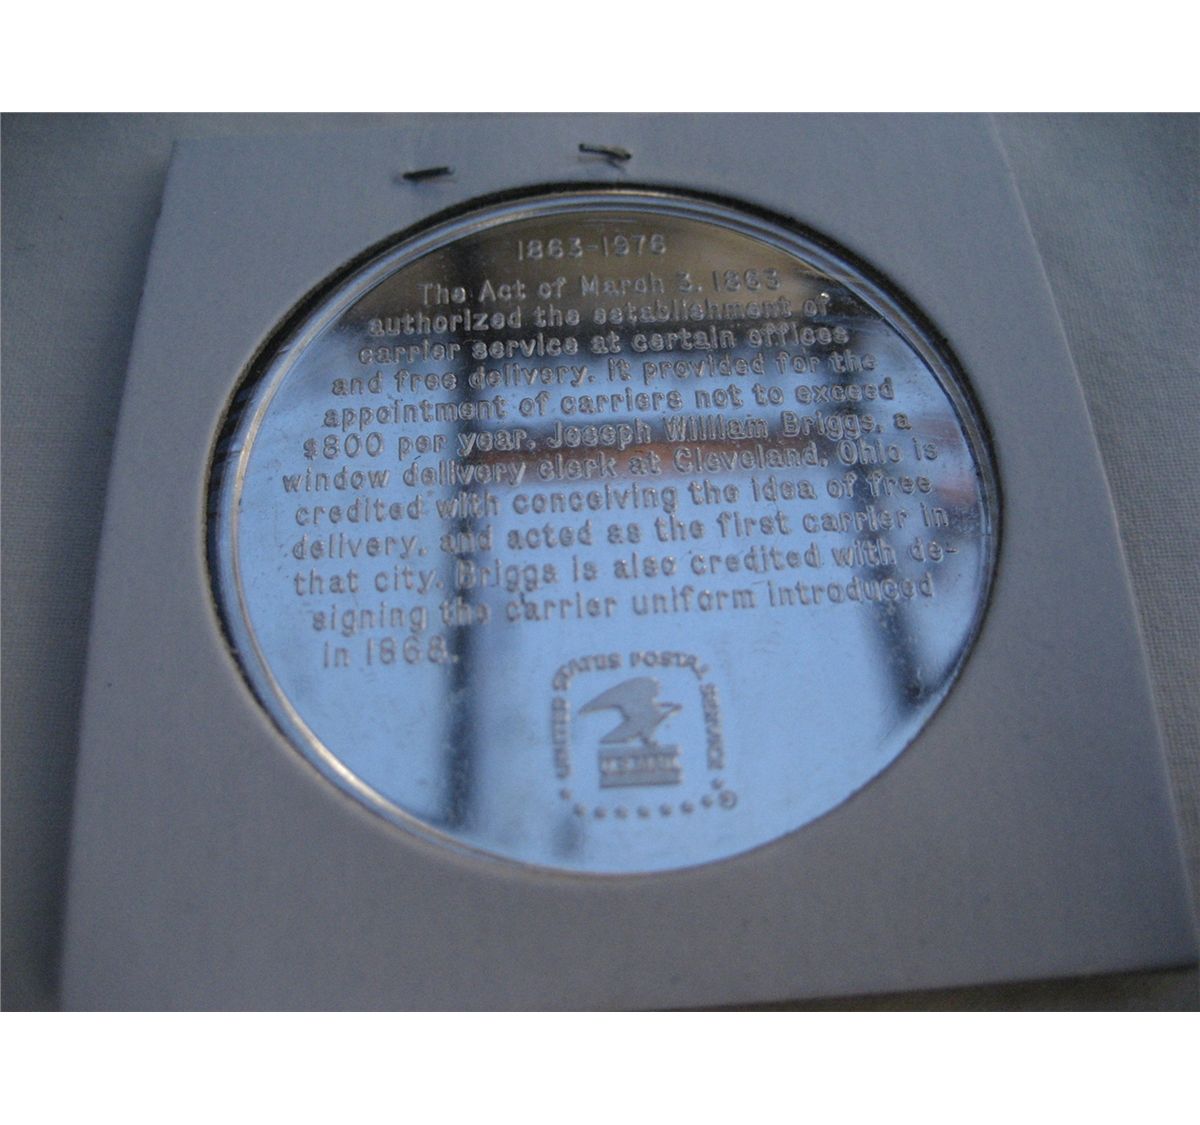 1863-1976
The Act of March 3, 1863
authorized the establishment of
carrier service at certain offices
and free delivery. It provided for the
appointment of carriers not to exceed
$800 per year. Joseph William Briggs, a
window delivery clerk at Cleveland, Ohio is
credited with conceiving the idea of free
delivery, and acted as the first carrier in
that city. Briggs is also credited with de-
signing the carrier uniform introduced
in 1868.
UNITED STATES POSTAL SERVICE
U.S.MAIL
®